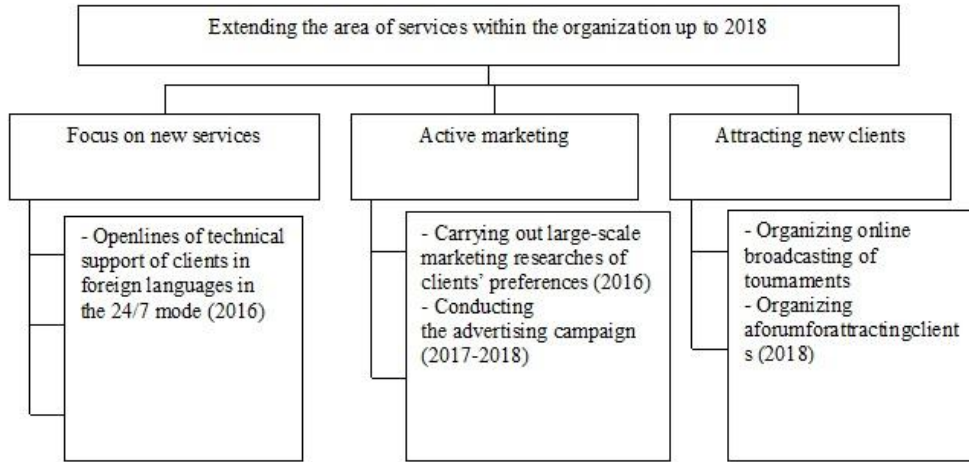 Extending the area of services within the organization up to 2018
Focus on new services
Active marketing
Attracting new clients
- Openlines of technical
support of clients in
foreign languages in
the 24/7 mode (2016)
- Carrying out large-scale
marketing researches of
clients’ preferences (2016)
- Conducting
the advertising campaign
(2017-2018)
- Organizing online
broadcasting of
tournaments
- Organizing
aforumforattractingclient
s (2018)